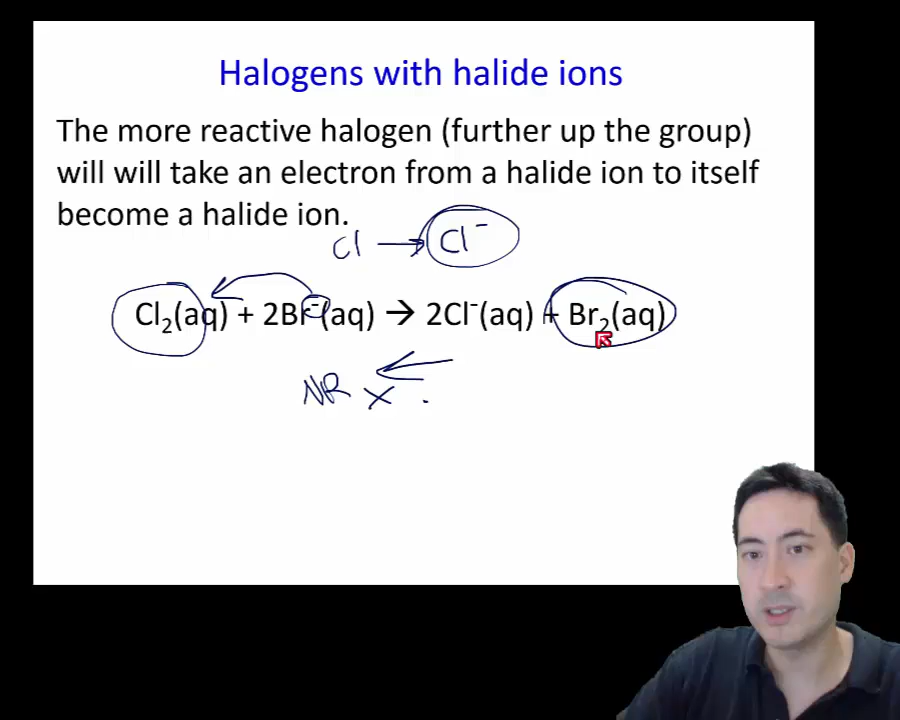 Halogens with halide ions
The more reactive halogen (further up the group)
will will take an electron from a halide ion to itself
become a halide ion.
Cl → Cl⁻
Cl₂(aq) + 2Br⁻(aq) → 2Cl⁻(aq) + Br₂(aq)
NR X ←